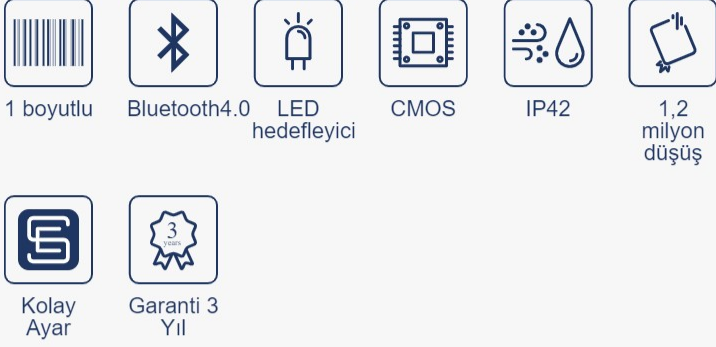 1 boyutlu
Bluetooth4.0
LED
hedefleyici
CMOS
IP42
1,2
milyon
düşüş
3
years
Kolay
Ayar
Garanti 3
Yıl